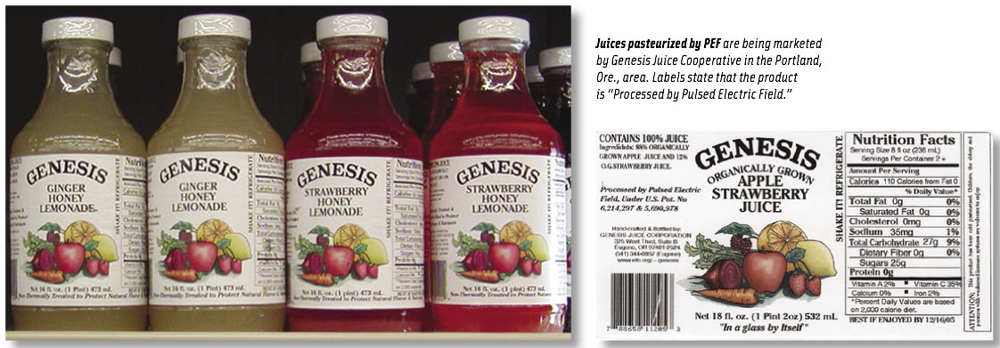 GENESIS
GINGER
HONEY
LEMONADE
Net 16 fl. oz. (1 Pint) 473 mL
Non-Thermally Treated to Protect Natural
SHAKE IT! REFRIGERATE
GENESIS
GINGER
HONEY
LEMONADE
Net 16 fl. oz. (1 pint) 473 mL
Non-Thermally Treated to Protect Natural
SHAKE IT! REFRIGERATE
GENESIS
STRAWBERRY
HONEY
LEMONADE
Net 16 fl. oz. (1 pint) 473 mL
Non-Thermally Treated to Protect Natural Flavor
SHAKE IT! REFRIGERATE
GENESIS
STRAWBERRY
HONEY
LEMONADE
Net 16 fl. oz. (1 pint) 473 mL
Non-Thermally Treated to Protect Natural Flavor
Juices pasteurized by PEF are being marketed
by Genesis Juice Cooperative in the Portland,
Ore., area. Labels state that the product
is “Processed by Pulsed Electric Field.”
CONTAINS 100% JUICE
Ingredients: 88% ORGANICALLY
GROWN APPLE JUICE AND 12%
O.G. STRAWBERRY JUICE.
Processed by Pulsed Electric
Field, Under U.S. Pat. No
6,214,297 & 5,690,978
Hand-crafted & Bottled by:
GENESIS JUICE CORPORATION
325 West Third, Suite B
Eugene, OR 97401-2524
(541) 344-0967 (Eugene)
www.efn.org/~genesis
7 88658 11205 3
GENESIS
ORGANICALLY GROWN
APPLE
STRAWBERRY
JUICE
Net 18 fl. oz. (1 Pint 2oz) 532 mL
"In a glass by Itself"
SHAKE IT! REFRIGERATE
Nutrition Facts
Serving Size 8 fl oz (236 mL)
Servings Per Container 2 +
Amount Per Serving
Calories 110 Calories from Fat 0
% Daily Value*
Total Fat 0g 0%
Saturated Fat 0g 0%
Cholesterol 0mg 0%
Sodium 35mg 1%
Total Carbohydrate 27g 9%
Dietary Fiber 0g 0%
Sugars 25g
Protein 0g
Vitamin A 2% ■ Vitamin C 35%
Calcium 0% ■ Iron 2%
*Percent Daily Values are based
on 2,000 calorie diet.
BEST IF ENJOYED BY 12/16/05
ATTENTION: This product has been cold pasteurized. Children, the elderly and
persons with weakened immune systems are welcome to enjoy.